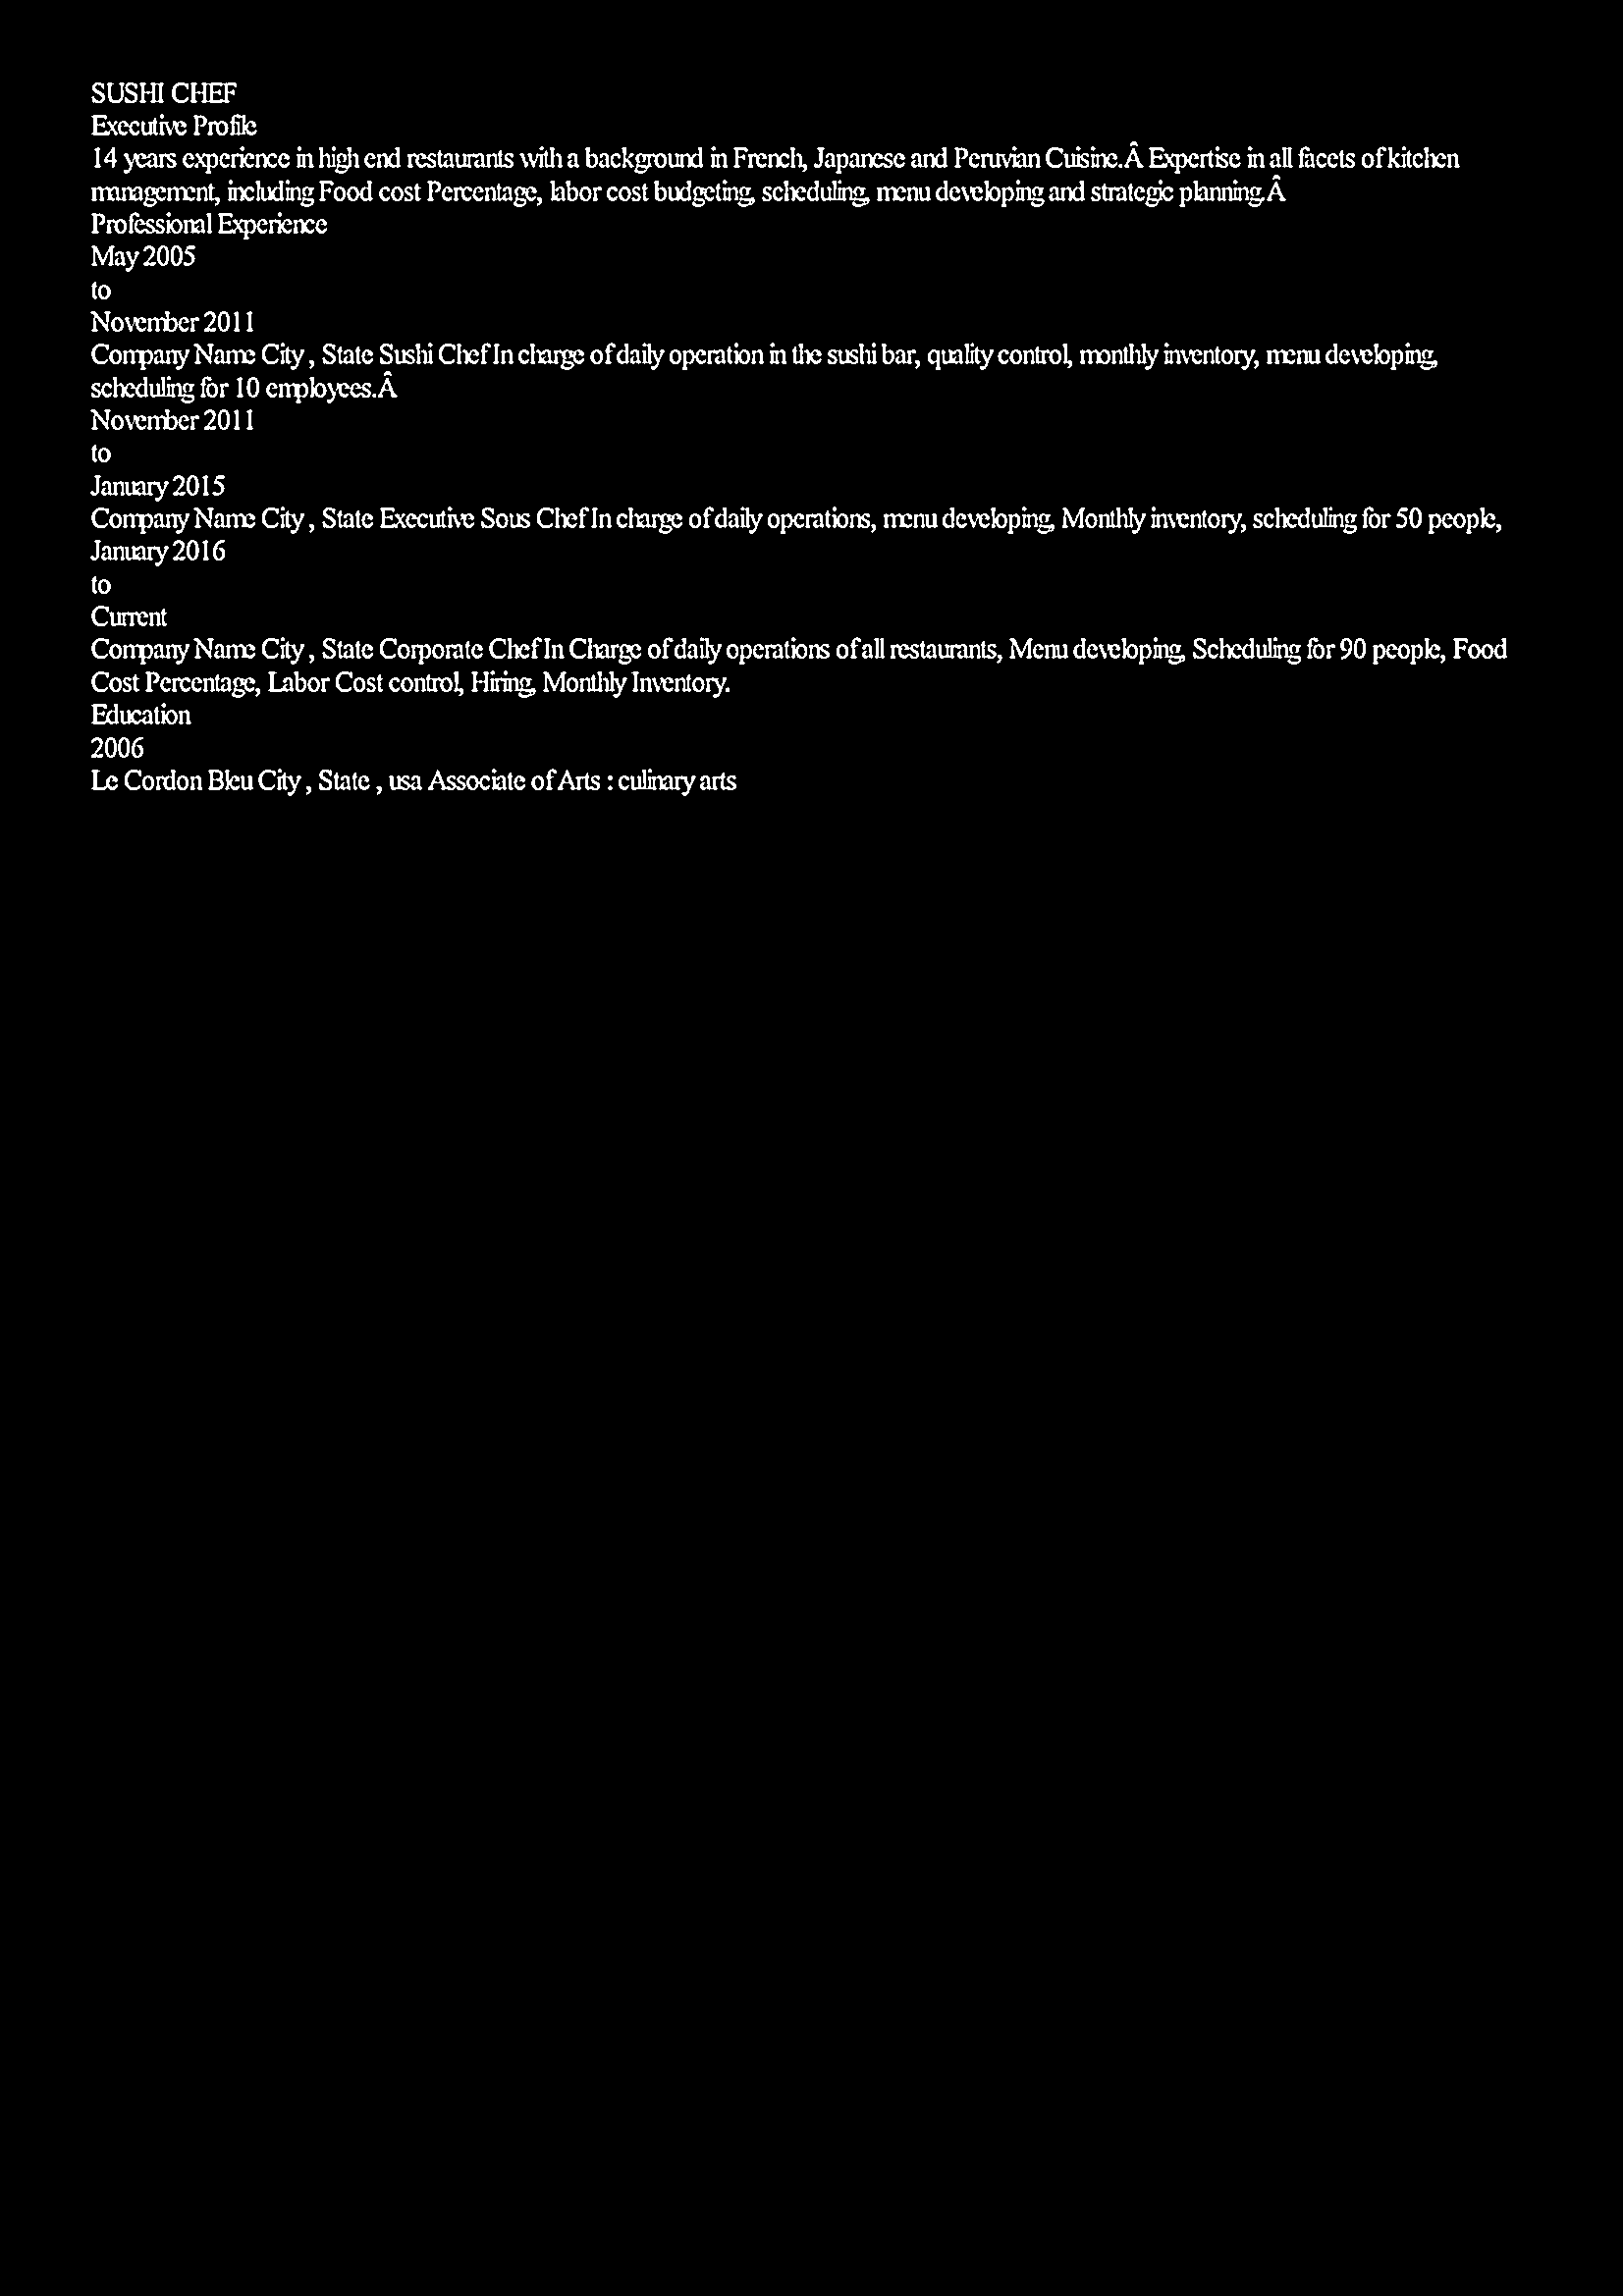 SUSHI CHEF
Executive Profile
14 years experience in high end restaurants with a background in French, Japanese and Peruvian Cuisine.Â Expertise in all facets of kitchen
management, including Food cost Percentage, labor cost budgeting, scheduling, menu developing and strategic planning.Â
Professional Experience
May 2005
to
November 2011
Company Name City , State Sushi Chef In charge of daily operation in the sushi bar, quality control, monthly inventory, menu developing,
scheduling for 10 employees.Â
November 2011
to
January 2015
Company Name City , State Executive Sous Chef In charge of daily operations, menu developing, Monthly inventory, scheduling for 50 people,
January 2016
to
Current
Company Name City , State Corporate Chef In Charge of daily operations of all restaurants, Menu developing, Scheduling for 90 people, Food
Cost Percentage, Labor Cost control, Hiring, Monthly Inventory.
Education
2006
Le Cordon Bleu City , State , usa Associate of Arts : culinary arts